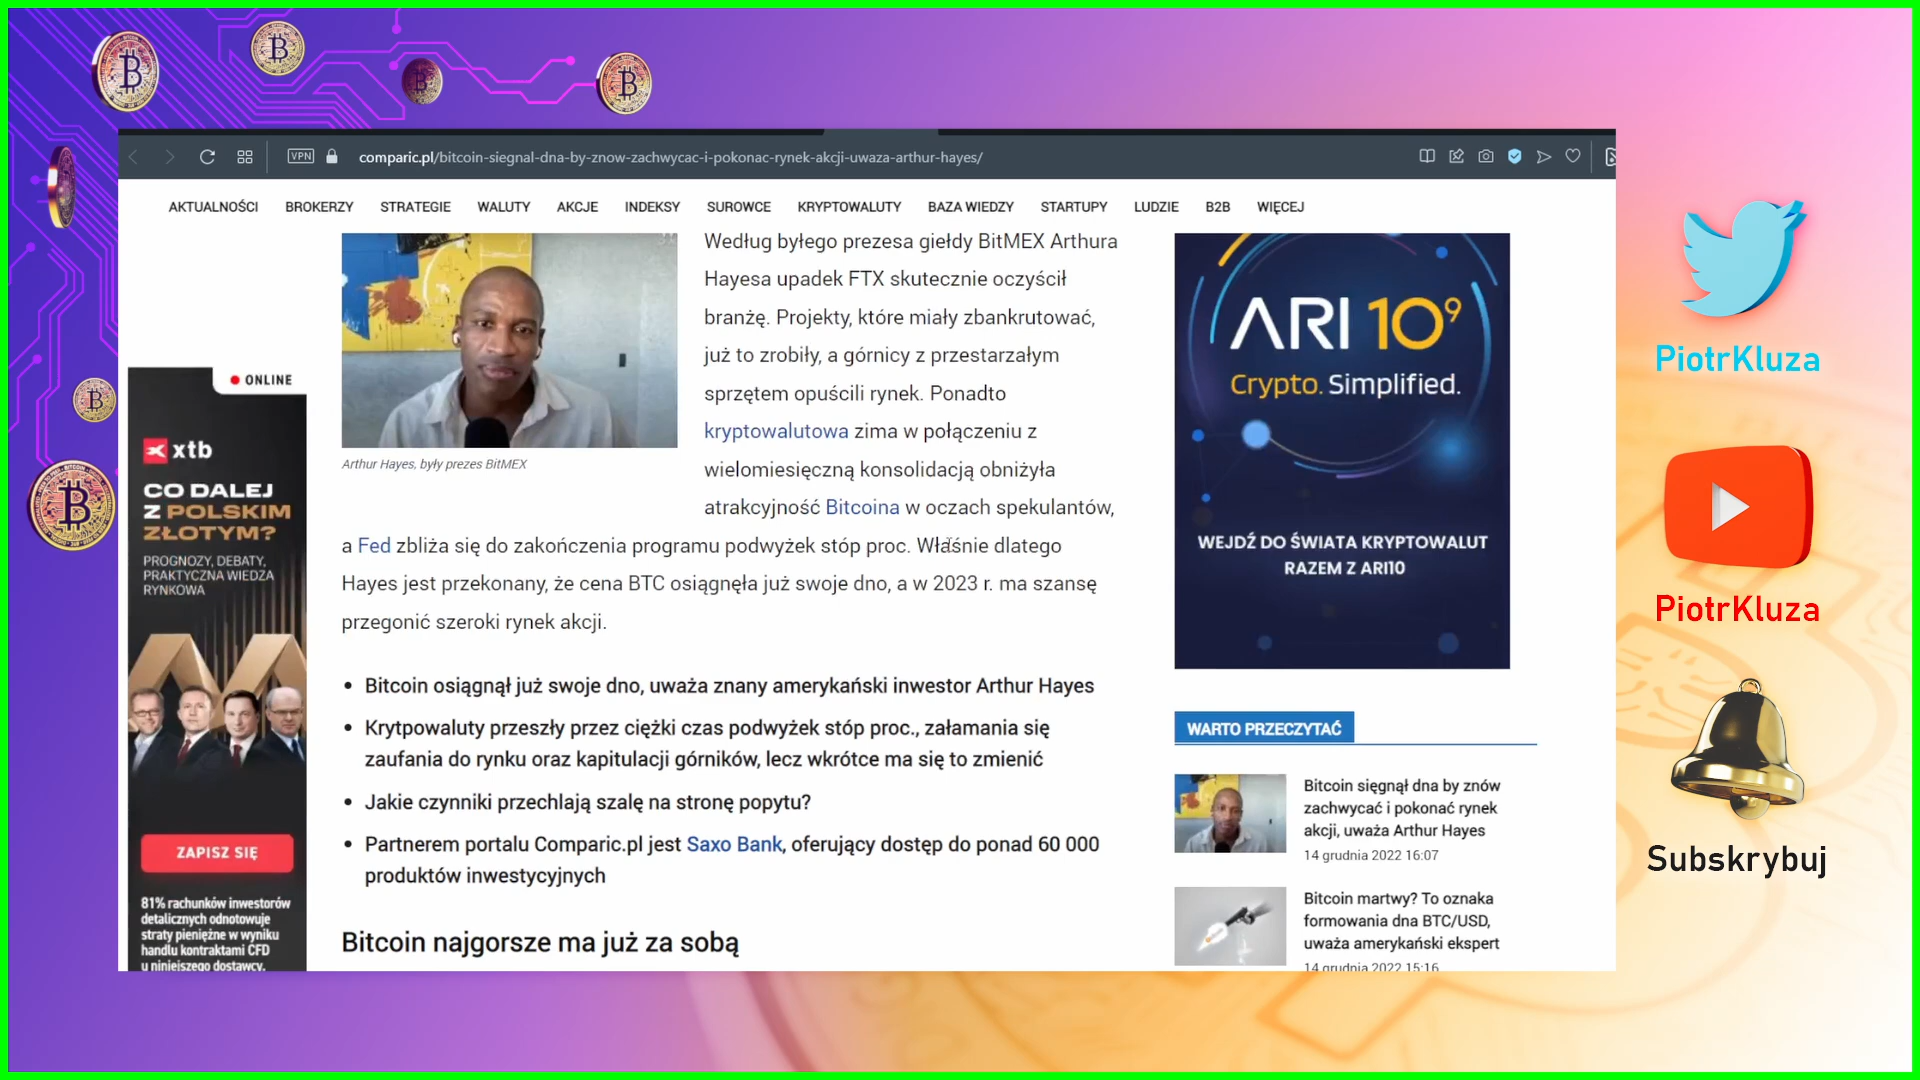 VPN
comparic.pl/bitcoin-siegnal-dna-by-znow-zachwycac-i-pokonac-rynek-akcji-uwaza-arthur-hayes/
AKTUALNOŚCI BROKERZY STRATEGIE WALUTY AKCJE INDEKSY SUROWCE KRYPTOWALUTY BAZA WIEDZY STARTUPY LUDZIE B2B WIĘCEJ
ONLINE
xtb
CO DALEJ
Z POLSKIM
ZŁOTYM?
PROGNOZY, DEBATY,
PRAKTYCZNA WIEDZA
RYNKOWA
ZAPISZ SIĘ
81% rachunków inwestorów
detalicznych odnotowuje
straty pieniężne w wyniku
handlu kontraktami CFD
u niniejszego dostawcy.
Arthur Hayes, były prezes BitMEX
Według byłego prezesa giełdy BitMEX Arthura
Hayesa upadek FTX skutecznie oczyścił
branżę. Projekty, które miały zbankrutować,
już to zrobiły, a górnicy z przestarzałym
sprzętem opuścili rynek. Ponadto
kryptowalutowa zima w połączeniu z
wielomiesięczną konsolidacją obniżyła
atrakcyjność Bitcoina w oczach spekulantów,
a Fed zbliża się do zakończenia programu podwyżek stóp proc. Właśnie dlatego
Hayes jest przekonany, że cena BTC osiągnęła już swoje dno, a w 2023 r. ma szansę
przegonić szeroki rynek akcji.
• Bitcoin osiągnął już swoje dno, uważa znany amerykański inwestor Arthur Hayes
• Krytpowaluty przeszły przez ciężki czas podwyżek stóp proc., załamania się
zaufania do rynku oraz kapitulacji górników, lecz wkrótce ma się to zmienić
• Jakie czynniki przechlają szalę na stronę popytu?
• Partnerem portalu Comparic.pl jest Saxo Bank, oferujący dostęp do ponad 60 000
produktów inwestycyjnych
Bitcoin najgorsze ma już za sobą
ARI 10⁹
Crypto. Simplified.
WEJDŹ DO ŚWIATA KRYPTOWALUT
RAZEM Z ARI10
WARTO PRZECZYTAĆ
Bitcoin sięgnął dna by znów
zachwycać i pokonać rynek
akcji, uważa Arthur Hayes
14 grudnia 2022 16:07
Bitcoin martwy? To oznaka
formowania dna BTC/USD,
uważa amerykański ekspert
14 grudnia 2022 15:16
PiotrKluza
PiotrKluza
Subskrybuj